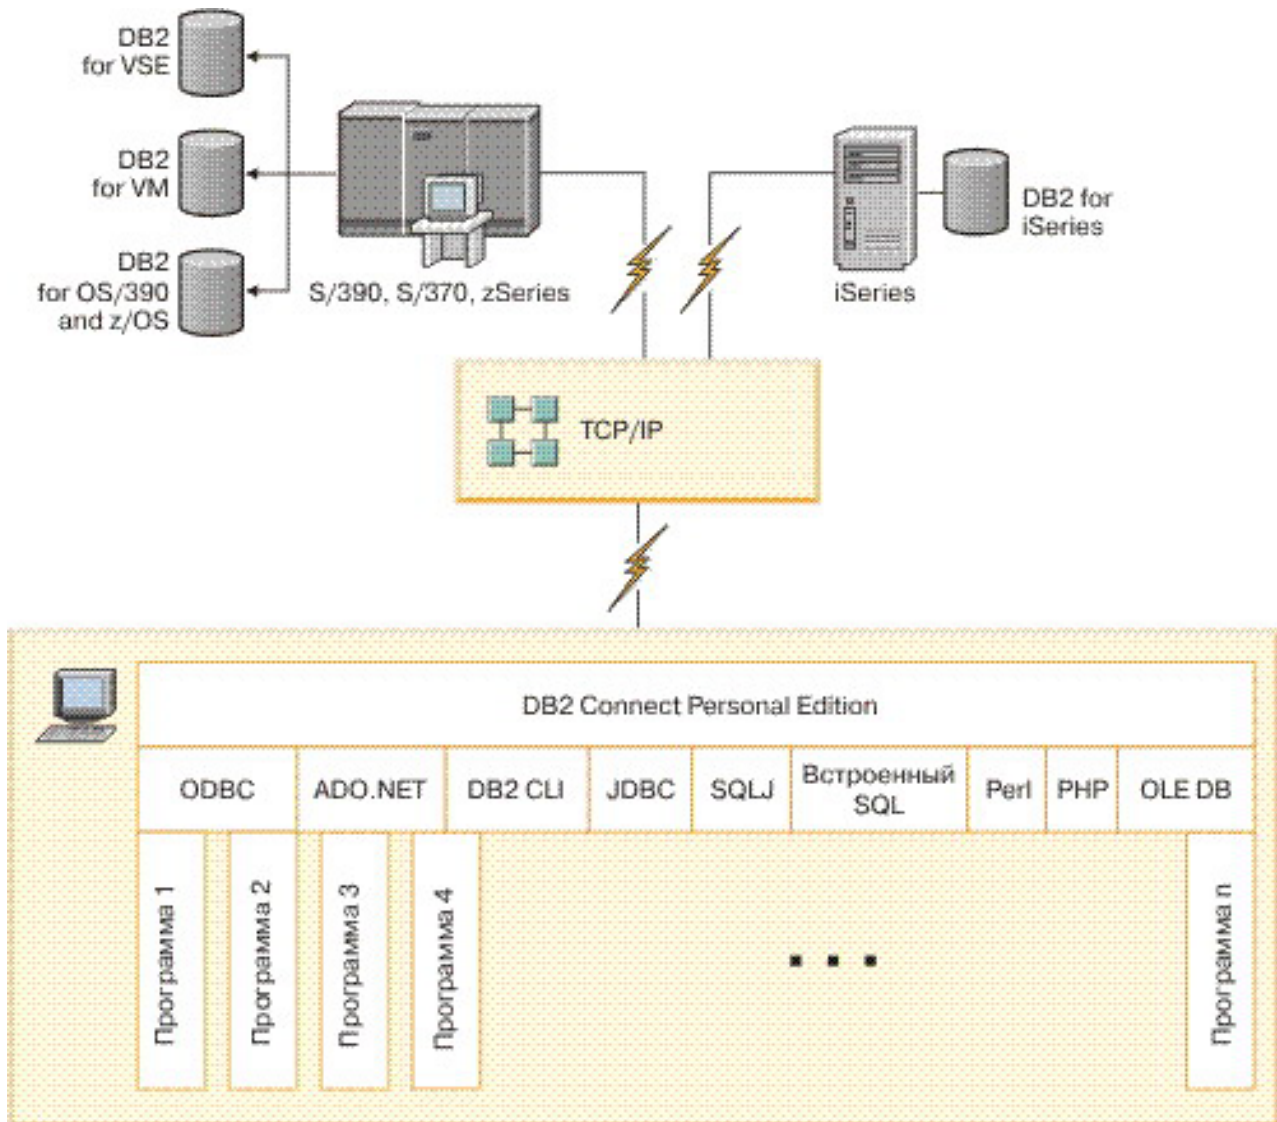 DB2
for VSE
DB2
for VM
DB2
for OS/390
and z/OS
S/390, S/370, zSeries
iSeries
DB2 for
iSeries
TCP/IP
DB2 Connect Personal Edition
ODBC
ADO.NET
DB2 CLI
JDBC
SQLJ
Встроенный
SQL
Perl
PHP
OLE DB
Программа 1
Программа 2
Программа 3
Программа 4
Программа n